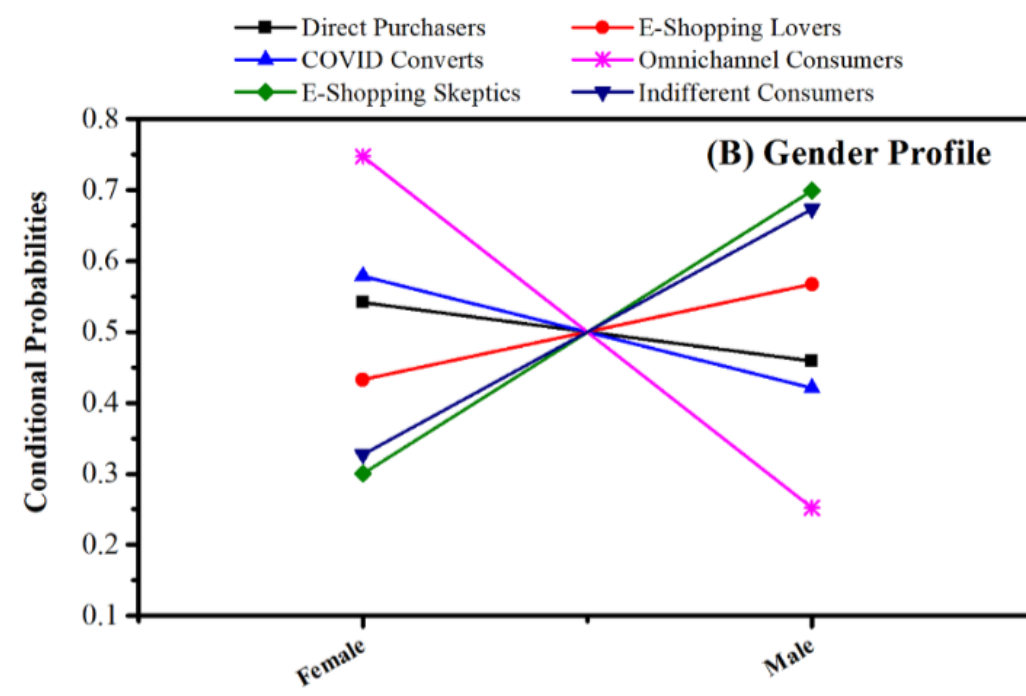 Direct Purchasers
E-Shopping Lovers
COVID Converts
Omnichannel Consumers
E-Shopping Skeptics
Indifferent Consumers
(B) Gender Profile
Conditional Probabilities
0.8
0.7
0.6
0.5
0.4
0.3
0.2
0.1
Female
Male